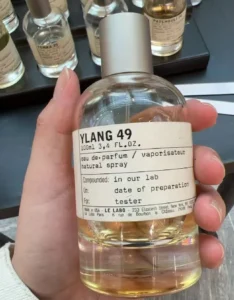 YLANG 49
100ml 3.4 FL.OZ.
eau de parfum / vaporisateur
natural spray
Compounded: in our lab
On: date of preparation
For: tester
LE LABO